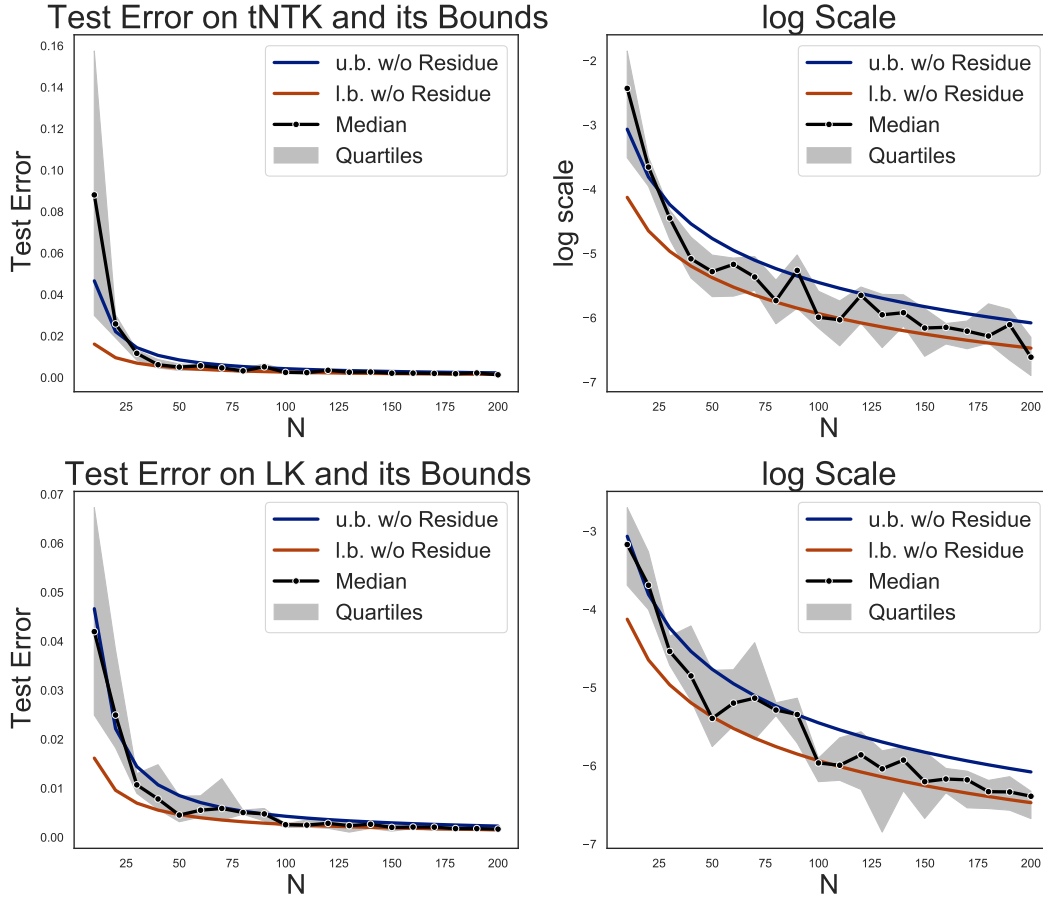 Test Error on tNTK and its Bounds
0.16
0.14
0.12
0.10
0.08
0.06
0.04
0.02
0.00
Test Error
u.b. w/o Residue
l.b. w/o Residue
Median
Quartiles
25 50 75 100 125 150 175 200
N
log Scale
−2
−3
−4
−5
−6
−7
log scale
u.b. w/o Residue
l.b. w/o Residue
Median
Quartiles
25 50 75 100 125 150 175 200
N
Test Error on LK and its Bounds
0.07
0.06
0.05
0.04
0.03
0.02
0.01
0.00
Test Error
u.b. w/o Residue
l.b. w/o Residue
Median
Quartiles
25 50 75 100 125 150 175 200
N
log Scale
−3
−4
−5
−6
−7
u.b. w/o Residue
l.b. w/o Residue
Median
Quartiles
25 50 75 100 125 150 175 200
N